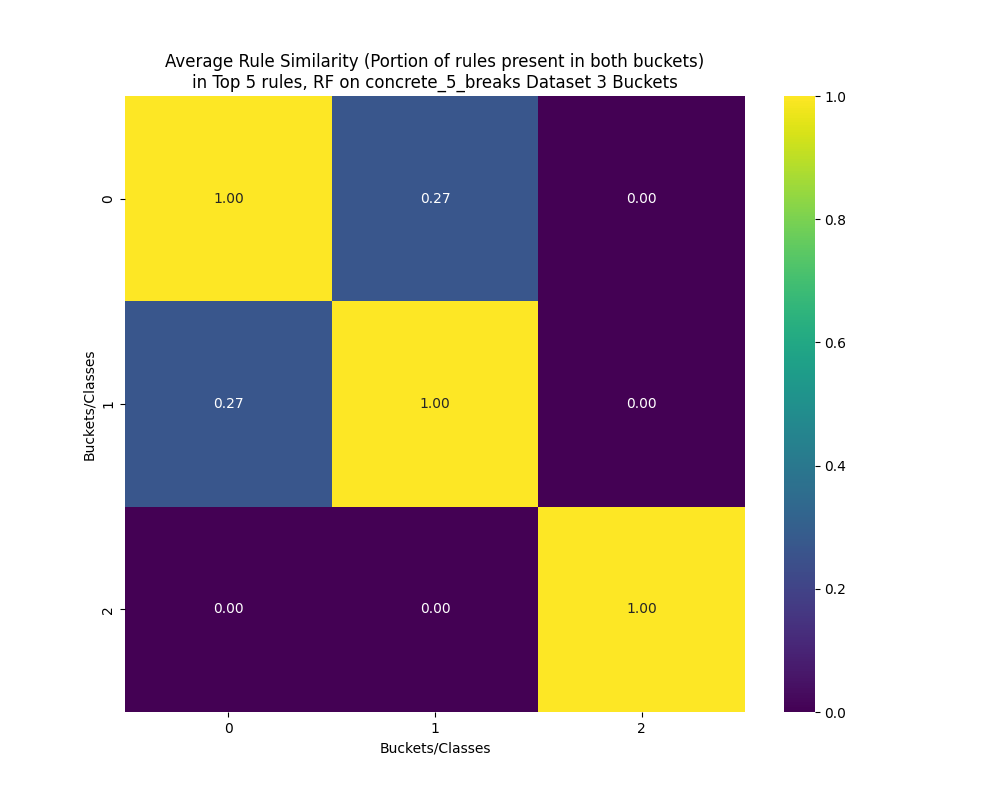 Average Rule Similarity (Portion of rules present in both buckets)
in Top 5 rules, RF on concrete_5_breaks Dataset 3 Buckets
1.0
0 1.00 0.27 0.00
0.8
0.6
Buckets/Classes
1 0.27 1.00 0.00
0.4
0.2
2 0.00 0.00 1.00
0.0
0 1 2
Buckets/Classes